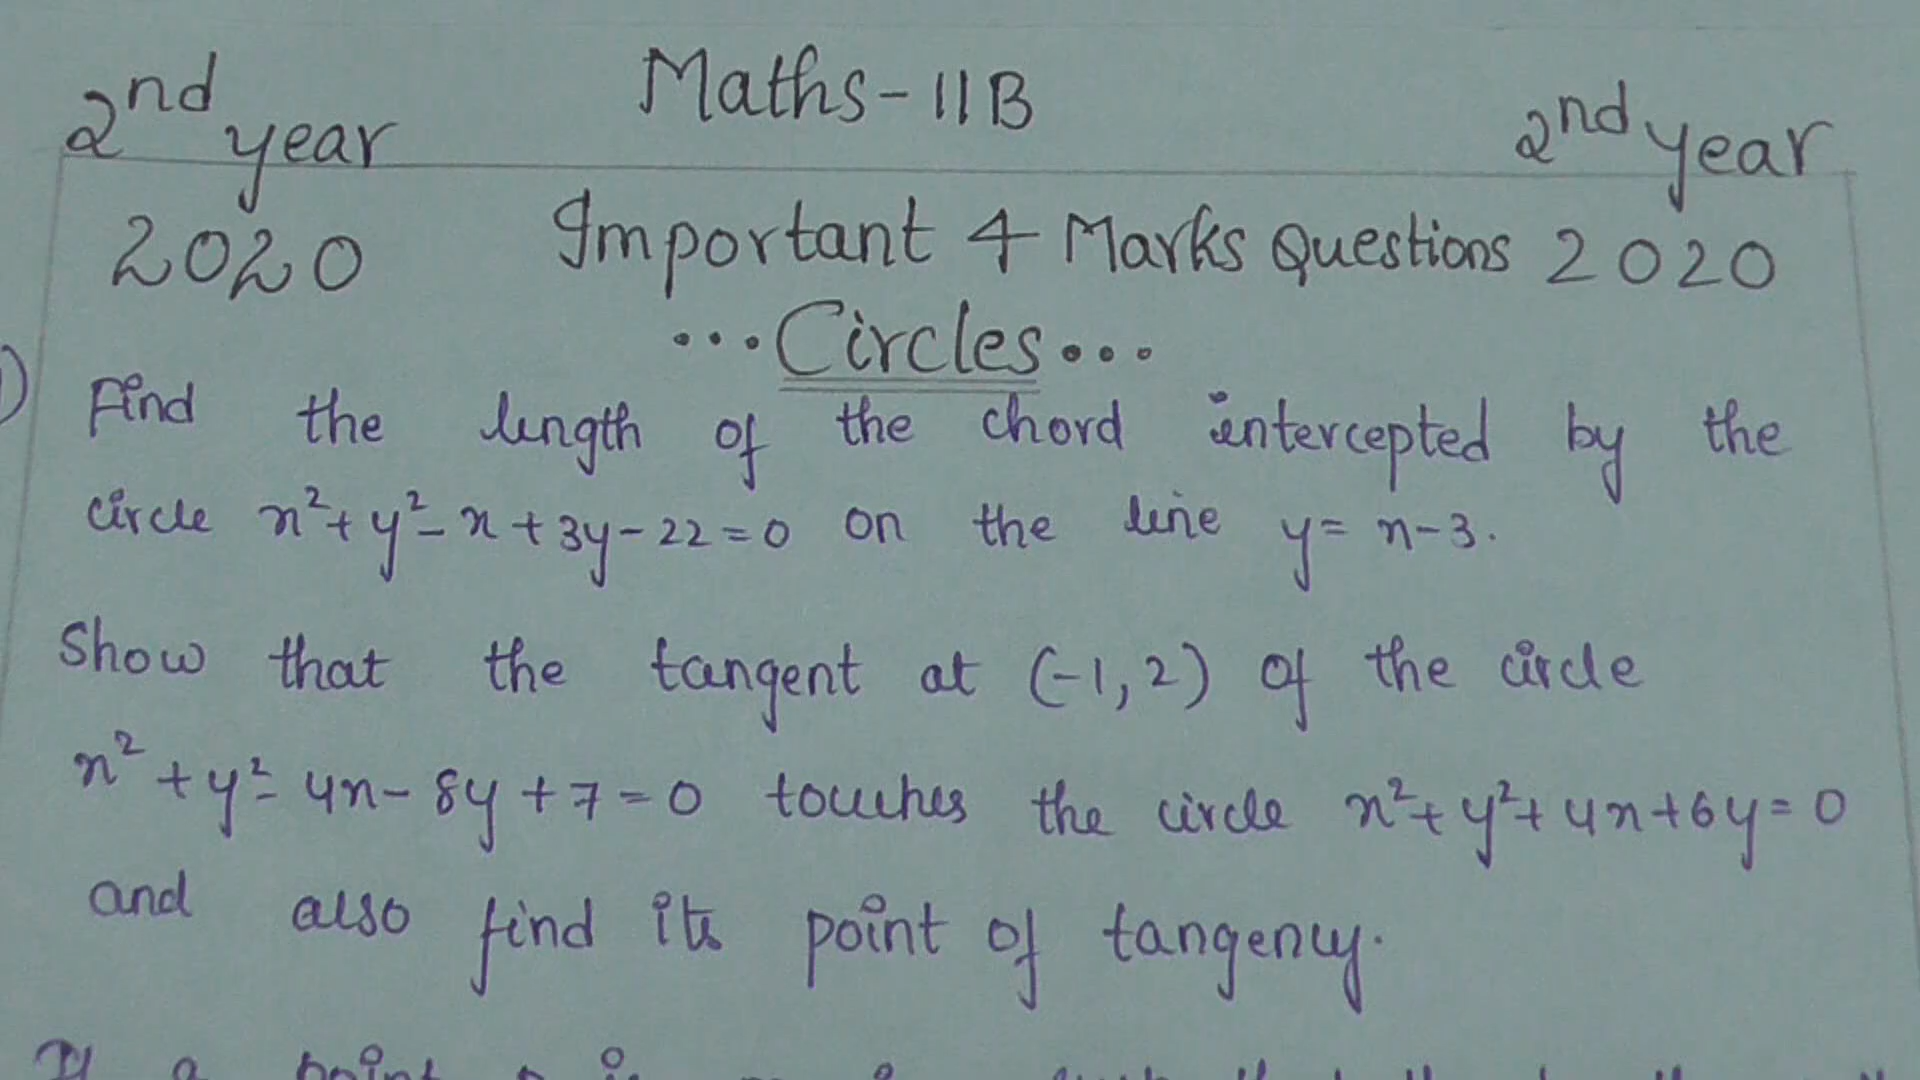 2nd year Maths-IIB 2nd year
2020 Important 4 Marks Questions 2020
...Circles...
1) Find the length of the chord intercepted by the
circle x²+y²-x+3y-22=0 on the line y=x-3.
Show that the tangent at (-1,2) of the circle
x²+y²-4x-8y+7=0 touches the circle x²+y²+4x+6y=0
and also find its point of tangency.
If a point